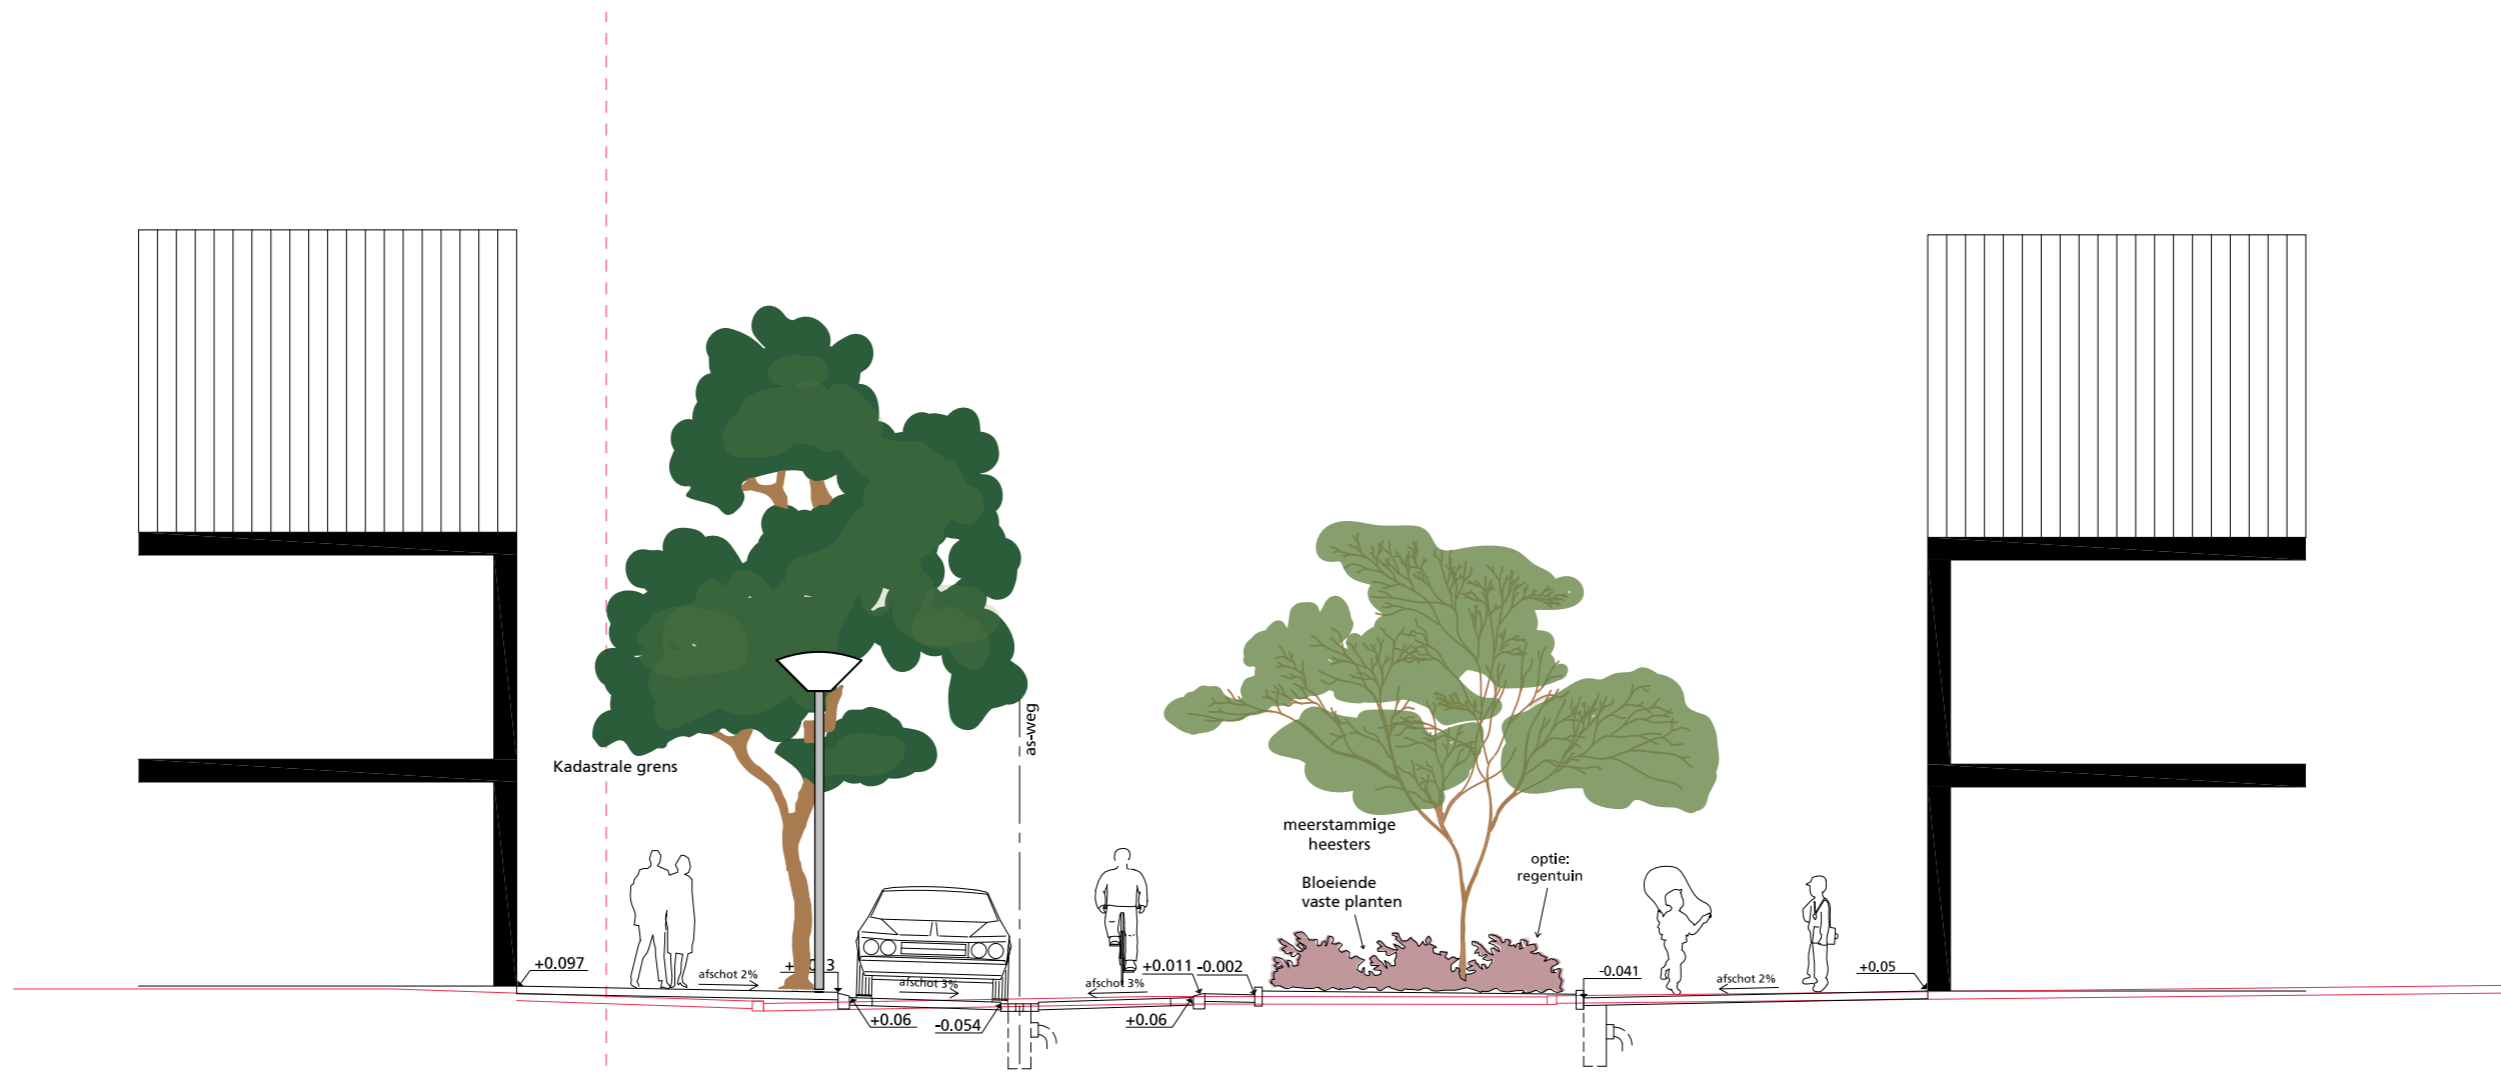 as-weg
Kadastrale grens
meerstammige
heesters
optie:
regentuin
Bloeiende
vaste planten
+0.097
afschot 2%
afschot 3%
afschot 3%
+0.011
-0.002
-0.041
afschot 2%
+0.05
+0.06
-0.054
+0.06